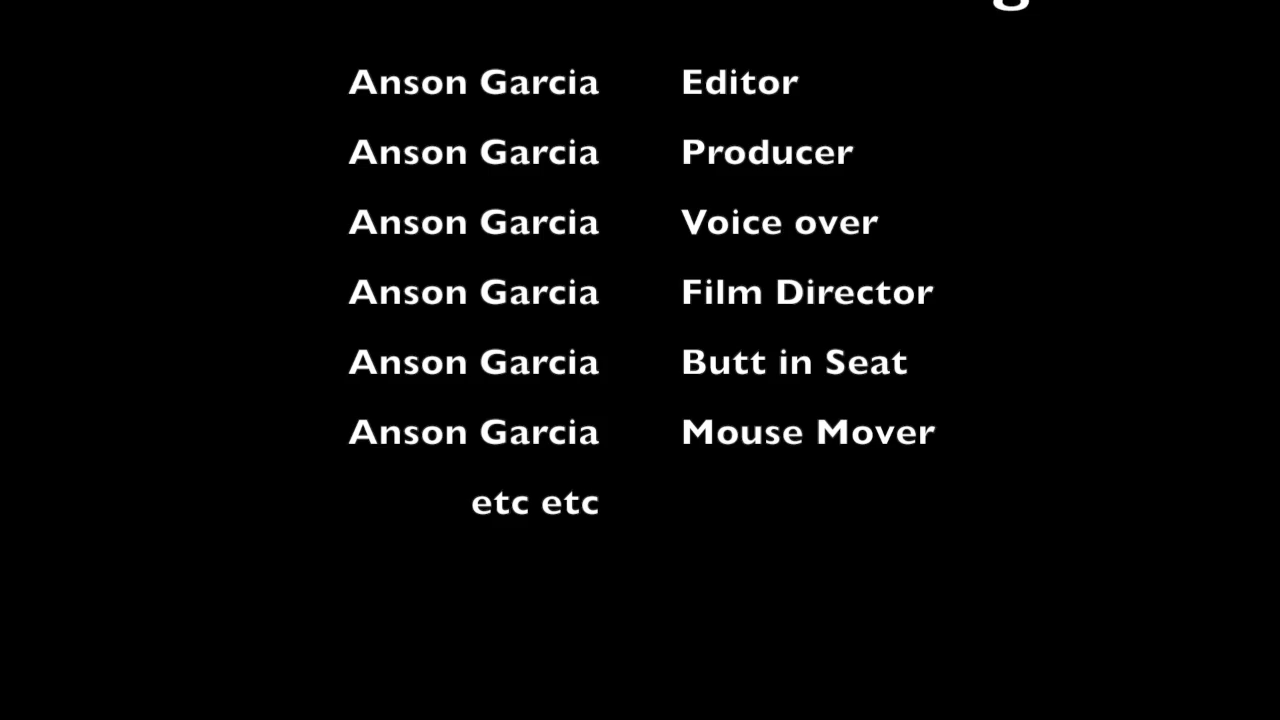 Anson Garcia Editor
Anson Garcia Producer
Anson Garcia Voice over
Anson Garcia Film Director
Anson Garcia Butt in Seat
Anson Garcia Mouse Mover
etc etc